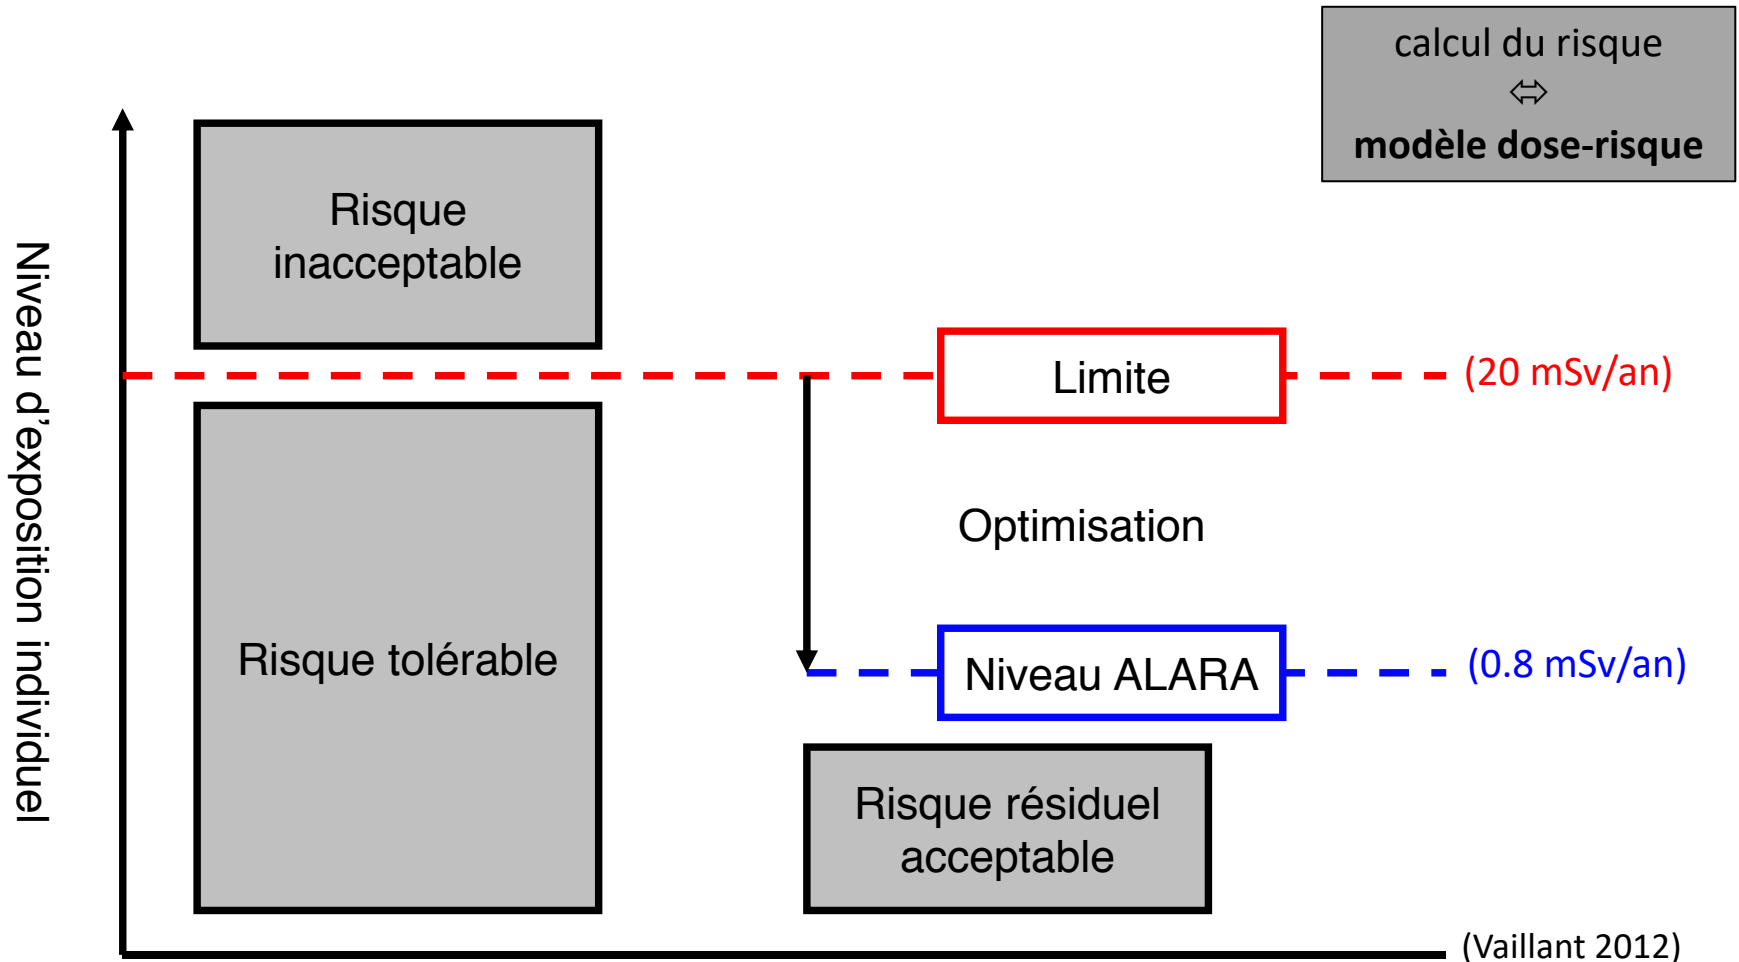 calcul du risque
⇔
modèle dose-risque
Niveau d’exposition individuel
Risque
inacceptable
Limite
(20 mSv/an)
Optimisation
Risque tolérable
Niveau ALARA
(0.8 mSv/an)
Risque résiduel
acceptable
(Vaillant 2012)